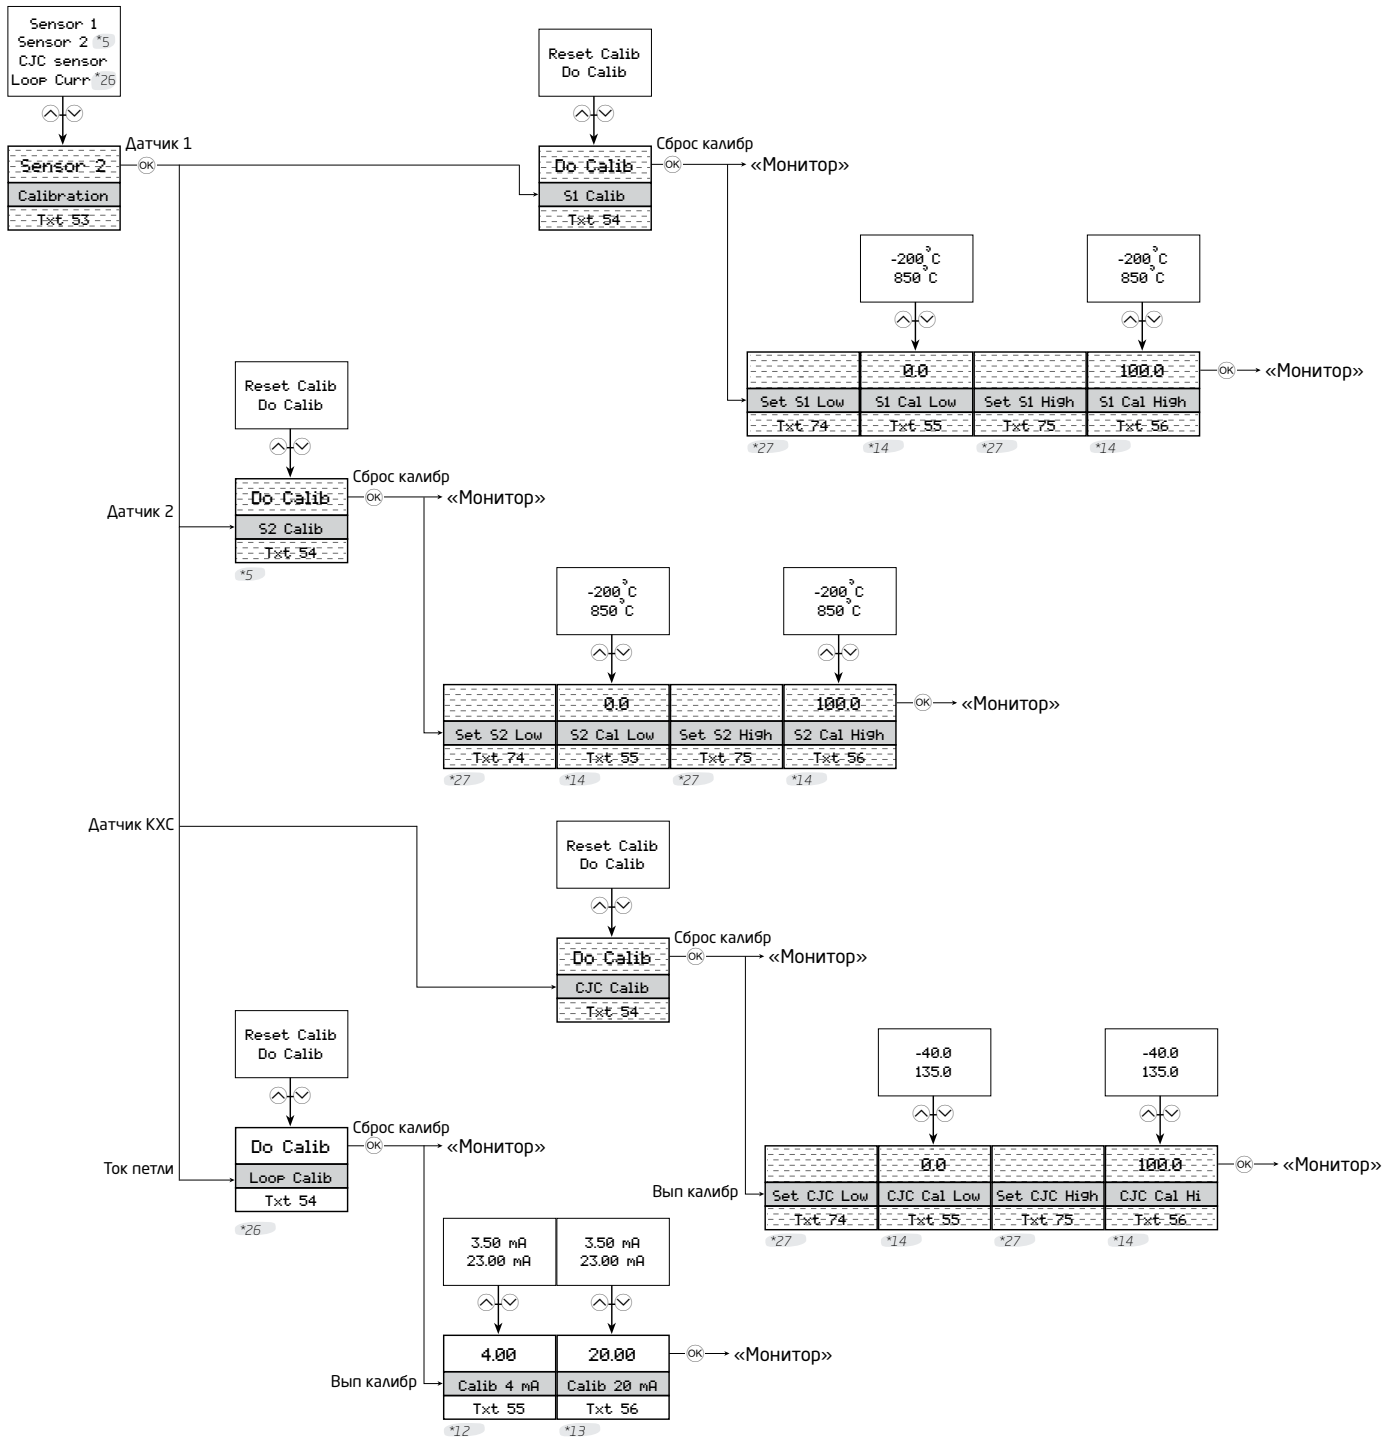 Sensor 1
Sensor 2 *5
CJC sensor
Loop Curr *26
Sensor 2
Calibration
Txt 53
Датчик 1
OK
Reset Calib
Do Calib
Do Calib
S1 Calib
Txt 54
Сброс калибр
OK
«Монитор»
-200°C
850°C
-200°C
850°C
0.0
100.0
OK
«Монитор»
Set S1 Low
S1 Cal Low
Set S1 High
S1 Cal High
Txt 74
Txt 55
Txt 75
Txt 56
*27
*14
*27
*14
Reset Calib
Do Calib
Датчик 2
Do Calib
S2 Calib
Txt 54
*5
Сброс калибр
OK
«Монитор»
-200°C
850°C
-200°C
850°C
0.0
100.0
OK
«Монитор»
Set S2 Low
S2 Cal Low
Set S2 High
S2 Cal High
Txt 74
Txt 55
Txt 75
Txt 56
*27
*14
*27
*14
Датчик КХС
Reset Calib
Do Calib
Do Calib
CJC Calib
Txt 54
Сброс калибр
OK
«Монитор»
-40.0
135.0
-40.0
135.0
Вып калибр
0.0
100.0
OK
«Монитор»
Set CJC Low
CJC Cal Low
Set CJC High
CJC Cal Hi
Txt 74
Txt 55
Txt 75
Txt 56
*27
*14
*27
*14
Reset Calib
Do Calib
Ток петли
Do Calib
Loop Calib
Txt 54
*26
Сброс калибр
OK
«Монитор»
3.50 mA
23.00 mA
3.50 mA
23.00 mA
Вып калибр
4.00
20.00
OK
«Монитор»
Calib 4 mA
Calib 20 mA
Txt 55
Txt 56
*12
*13